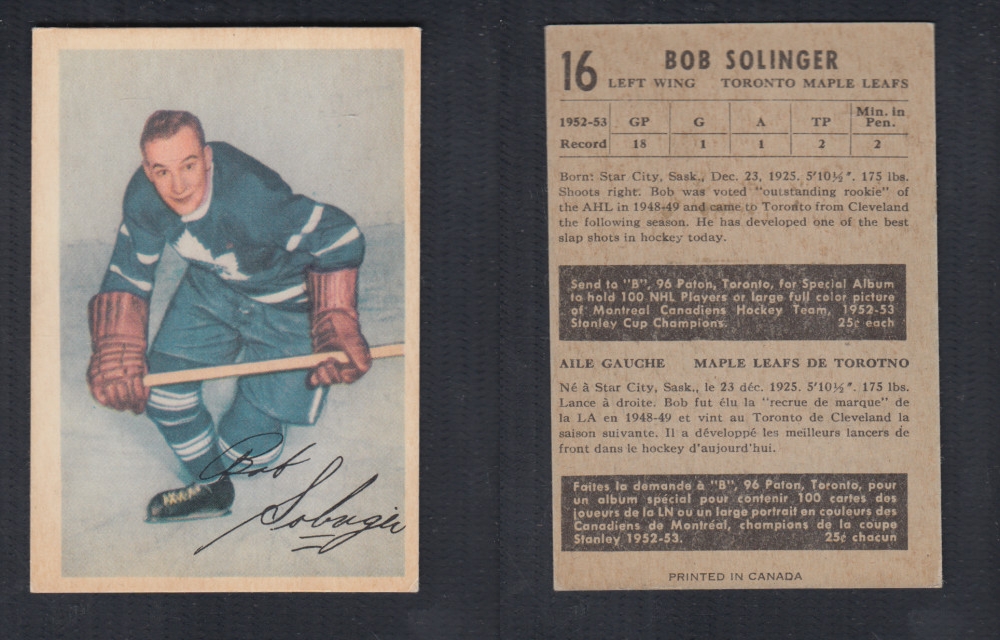 Bob
Solinger
16
BOB SOLINGER
LEFT WING TORONTO MAPLE LEAFS
1952-53 GP G A TP Min. in Pen.
Record 18 1 1 2 2
Born: Star City, Sask., Dec. 23, 1925. 5'10½". 175 lbs.
Shoots right. Bob was voted "outstanding rookie" of
the AHL in 1948-49 and came to Toronto from Cleveland
the following season. He has developed one of the best
slap shots in hockey today.
Send to "B", 96 Paton, Toronto, for Special Album
to hold 100 NHL Players or large full color picture
of Montreal Canadiens Hockey Team, 1952-53
Stanley Cup Champions. 25¢ each
AILE GAUCHE MAPLE LEAFS DE TOROTNO
Né à Star City, Sask., le 23 déc. 1925. 5'10½". 175 lbs.
Lance à droite. Bob fut élu la "recrue de marque" de
la LA en 1948-49 et vint au Toronto de Cleveland la
saison suivante. Il a développé les meilleurs lancers de
front dans le hockey d'aujourd'hui.
Faites la demande à "B", 96 Paton, Toronto, pour
un album spécial pour contenir 100 cartes des
joueurs de la LN ou un large portrait en couleurs des
Canadiens de Montréal, champions de la coupe
Stanley 1952-53. 25¢ chacun
PRINTED IN CANADA